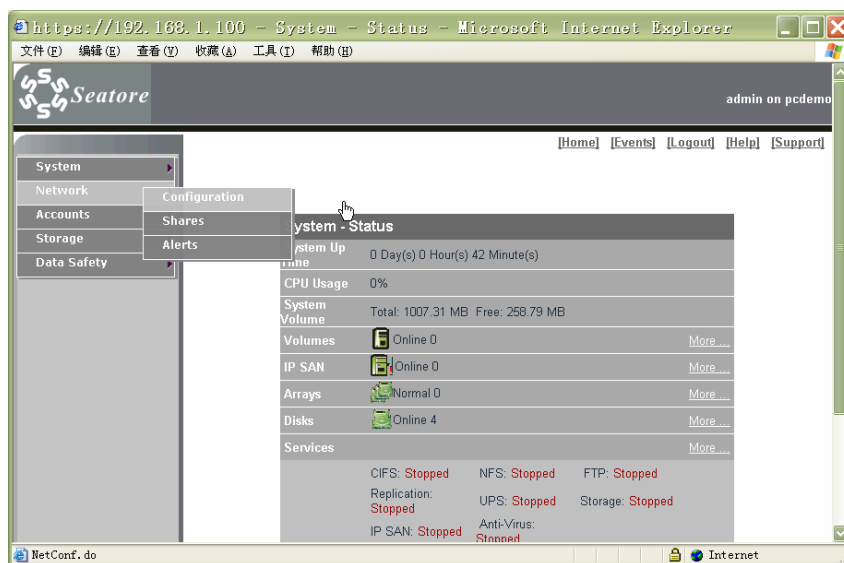 https://192.168.1.100 - System - Status - Microsoft Internet Explorer
文件(F) 编辑(E) 查看(V) 收藏(A) 工具(T) 帮助(H)
SSSSS Seatore
admin on pcdemo
[Home] [Events] [Logout] [Help] [Support]
System
Network
Accounts
Storage
Data Safety
Configuration
Shares
Alerts
ystem - Status
ystem Up Time 0 Day(s) 0 Hour(s) 42 Minute(s)
CPU Usage 0%
System Volume Total: 1007.31 MB Free: 258.79 MB
Volumes Online 0 More ...
IP SAN Online 0 More ...
Arrays Normal 0 More ...
Disks Online 4 More ...
Services More ...
CIFS: Stopped NFS: Stopped FTP: Stopped
Replication: Stopped UPS: Stopped Storage: Stopped
IP SAN: Stopped Anti-Virus: Stopped
NetConf.do Internet